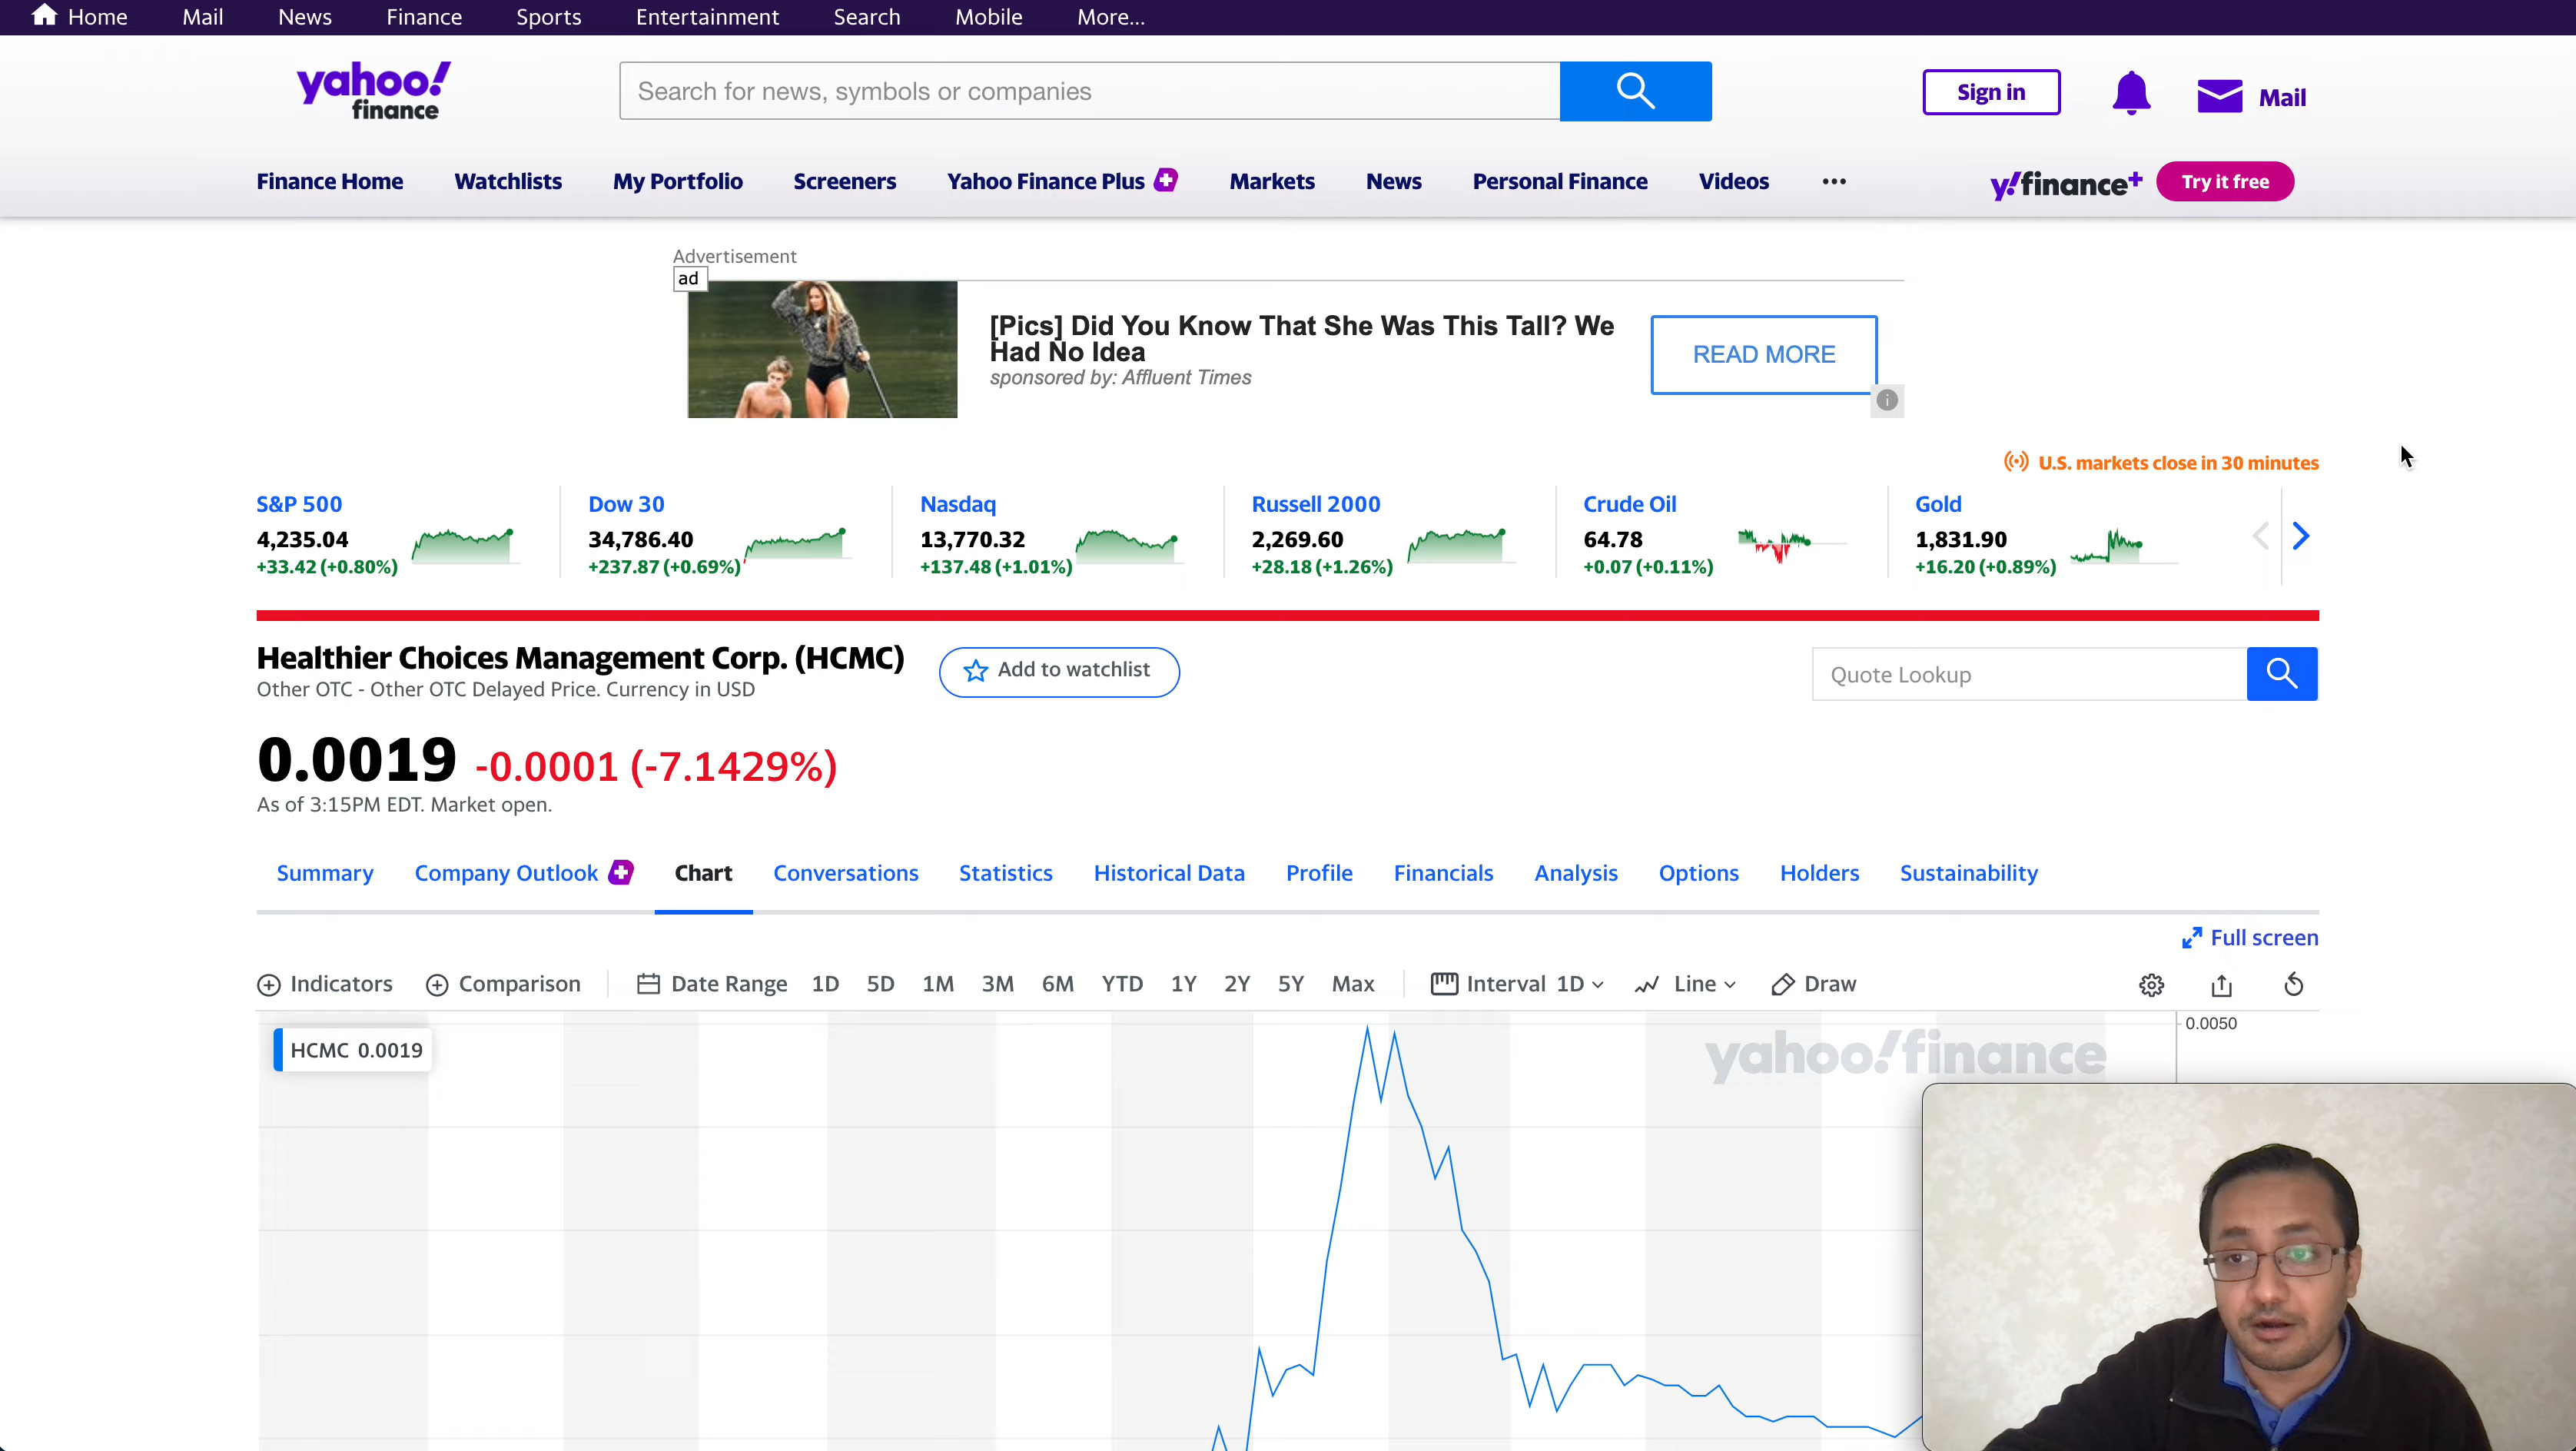 Home Mail News Finance Sports Entertainment Search Mobile More...
yahoo!
finance
Search for news, symbols or companies
Sign in
Mail
Finance Home Watchlists My Portfolio Screeners Yahoo Finance Plus Markets News Personal Finance Videos ...
y!finance+ Try it free
Advertisement
ad
[Pics] Did You Know That She Was This Tall? We
Had No Idea
sponsored by: Affluent Times
READ MORE
U.S. markets close in 30 minutes
S&P 500
4,235.04
+33.42 (+0.80%)
Dow 30
34,786.40
+237.87 (+0.69%)
Nasdaq
13,770.32
+137.48 (+1.01%)
Russell 2000
2,269.60
+28.18 (+1.26%)
Crude Oil
64.78
+0.07 (+0.11%)
Gold
1,831.90
+16.20 (+0.89%)
Healthier Choices Management Corp. (HCMC)
Other OTC - Other OTC Delayed Price. Currency in USD
Add to watchlist
Quote Lookup
0.0019 -0.0001 (-7.1429%)
As of 3:15PM EDT. Market open.
Summary Company Outlook Chart Conversations Statistics Historical Data Profile Financials Analysis Options Holders Sustainability
Full screen
Indicators Comparison Date Range 1D 5D 1M 3M 6M YTD 1Y 2Y 5Y Max Interval 1D Line Draw
HCMC 0.0019
yahoo!finance
0.0050